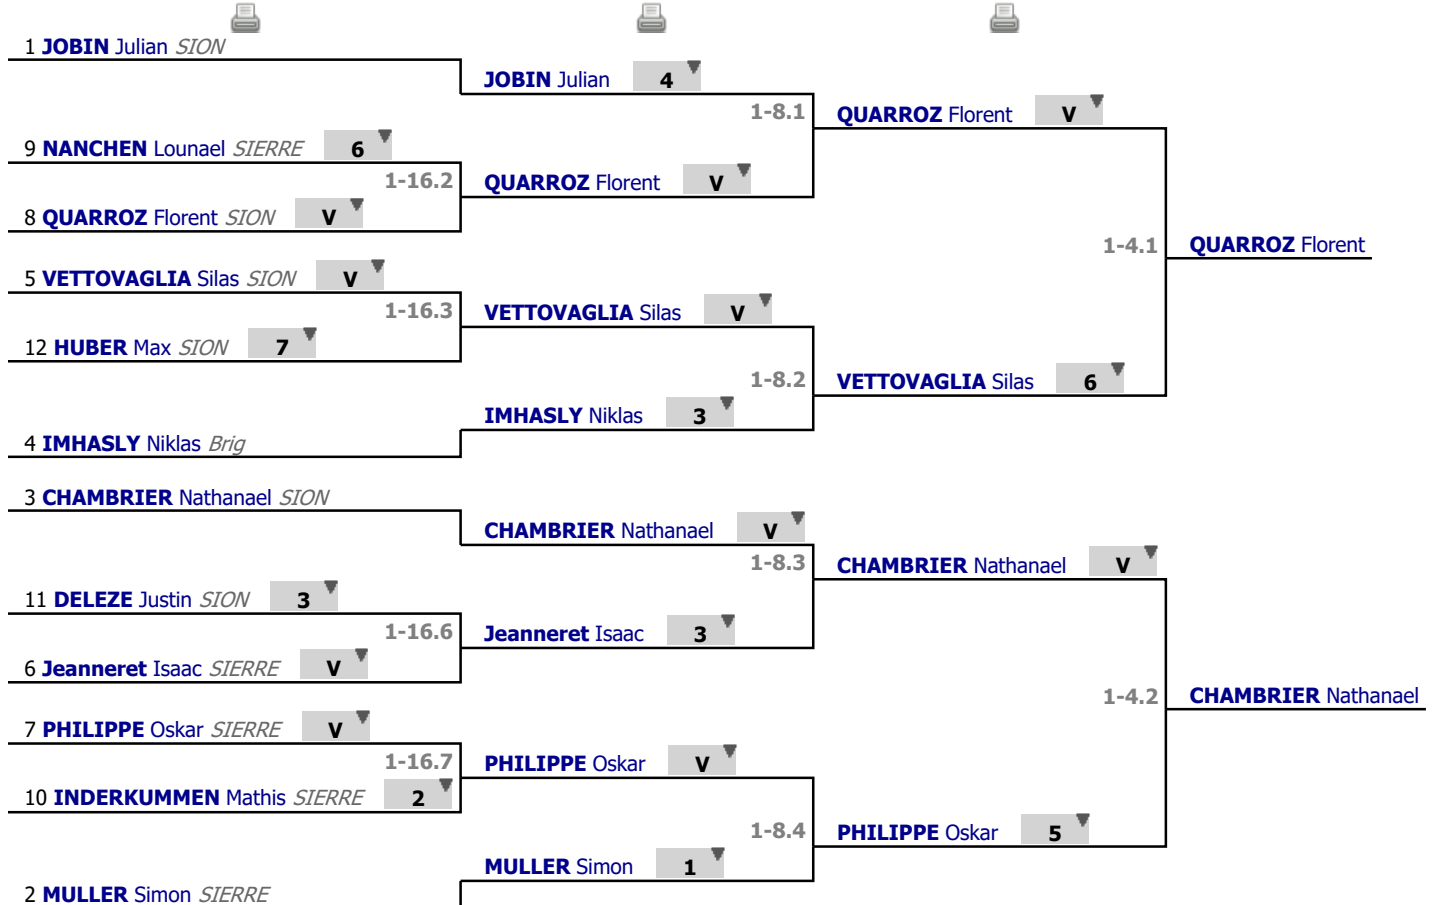 1 JOBIN Julian SION
JOBIN Julian 4
1-8.1
QUARROZ Florent V
9 NANCHEN Lounael SIERRE 6
1-16.2
QUARROZ Florent V
8 QUARROZ Florent SION V
1-4.1
QUARROZ Florent
5 VETTOVAGLIA Silas SION V
1-16.3
VETTOVAGLIA Silas V
12 HUBER Max SION 7
1-8.2
VETTOVAGLIA Silas 6
IMHASLY Niklas 3
4 IMHASLY Niklas Brig
3 CHAMBRIER Nathanael SION
CHAMBRIER Nathanael V
1-8.3
CHAMBRIER Nathanael V
11 DELEZE Justin SION 3
1-16.6
Jeanneret Isaac 3
6 Jeanneret Isaac SIERRE V
1-4.2
CHAMBRIER Nathanael
7 PHILIPPE Oskar SIERRE V
1-16.7
PHILIPPE Oskar V
10 INDERKUMMEN Mathis SIERRE 2
1-8.4
PHILIPPE Oskar 5
MULLER Simon 1
2 MULLER Simon SIERRE